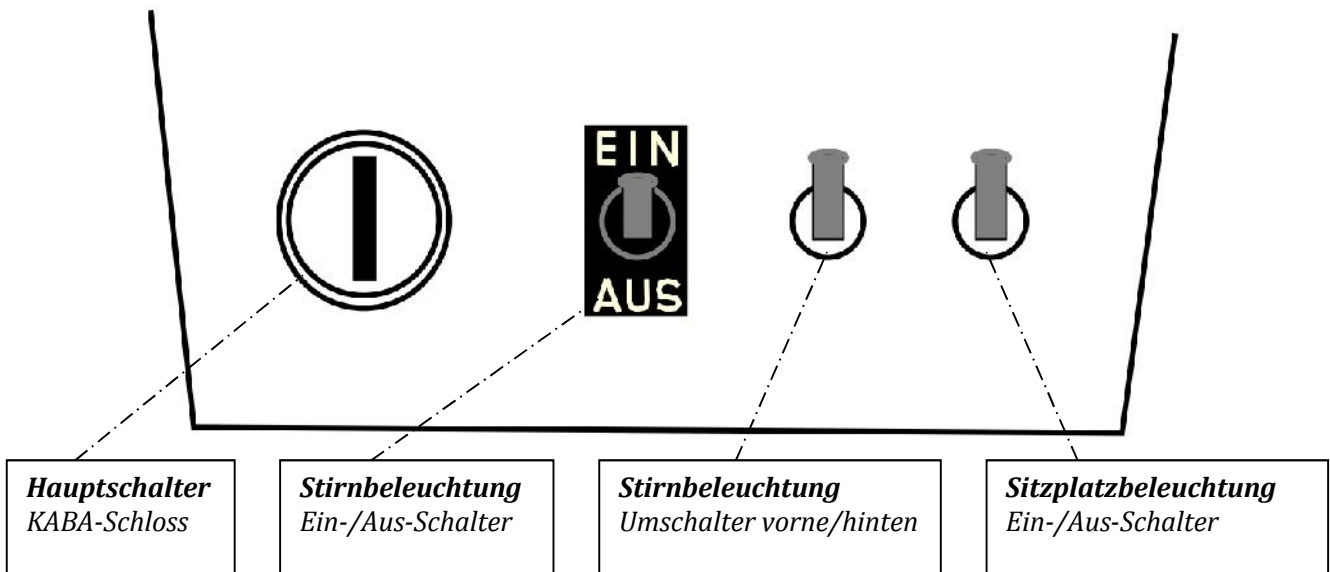 EIN
AUS
Hauptschalter
KABA-Schloss
Stirnbeleuchtung
Ein-/Aus-Schalter
Stirnbeleuchtung
Umschalter vorne/hinten
Sitzplatzbeleuchtung
Ein-/Aus-Schalter